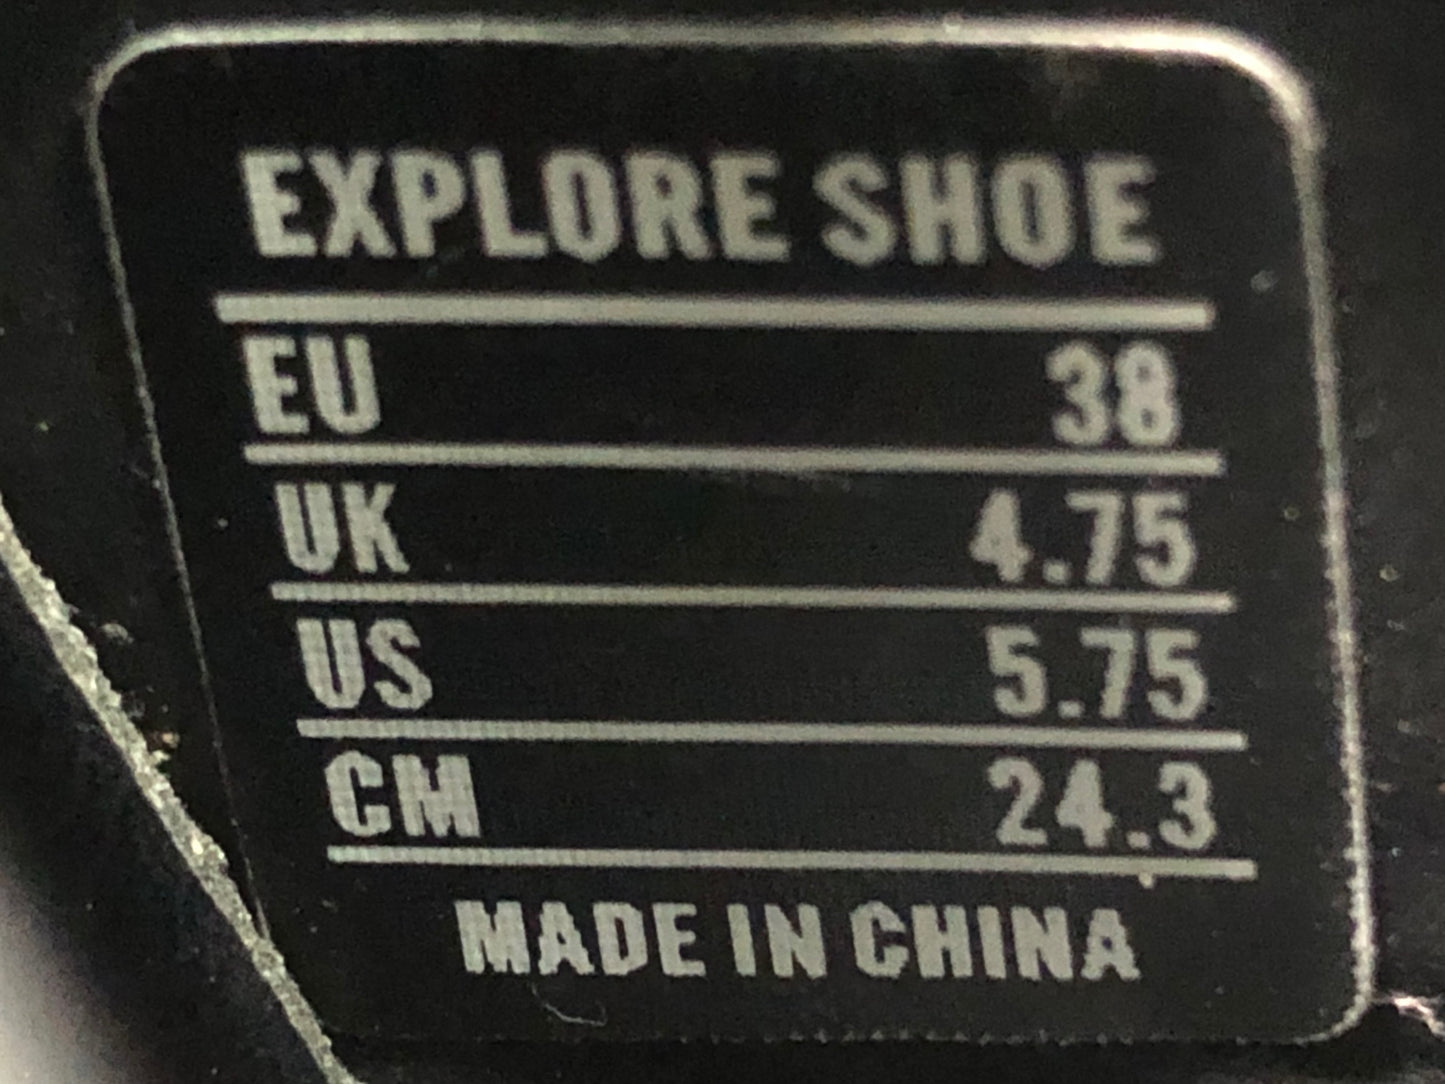 EXPLORE SHOE
EU 38
UK 4.75
US 5.75
CM 24.3
MADE IN CHINA